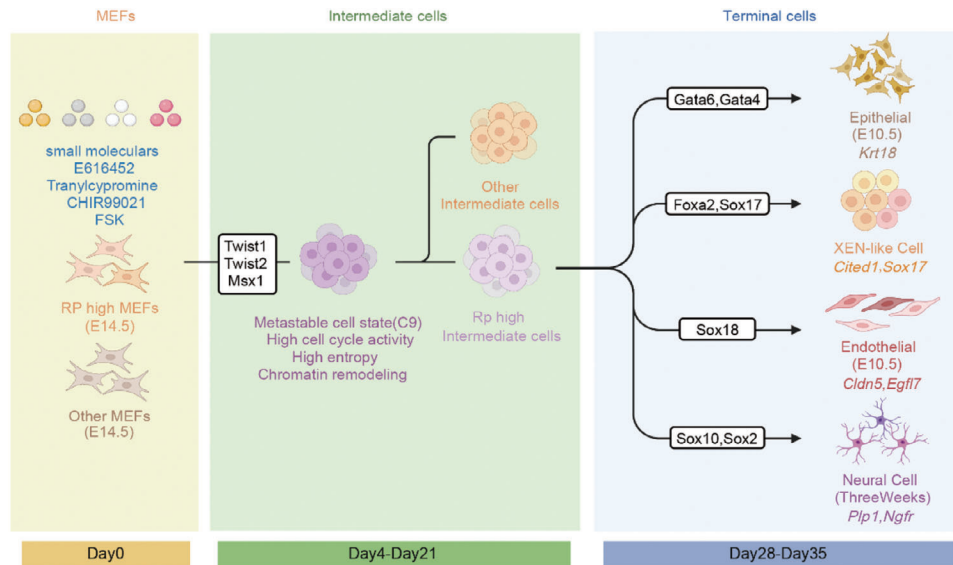 MEFs
Intermediate cells
Terminal cells
small moleculars
E616452
Tranylcypromine
CHIR99021
FSK
RP high MEFs
(E14.5)
Other MEFs
(E14.5)
Twist1
Twist2
Msx1
Metastable cell state(C9)
High cell cycle activity
High entropy
Chromatin remodeling
Other
Intermediate cells
Rp high
Intermediate cells
Gata6,Gata4
Epithelial
(E10.5)
Krt18
Foxa2,Sox17
XEN-like Cell
Cited1,Sox17
Sox18
Endothelial
(E10.5)
Cldn5,Egfl7
Sox10,Sox2
Neural Cell
(ThreeWeeks)
Plp1,Ngfr
Day0
Day4-Day21
Day28-Day35